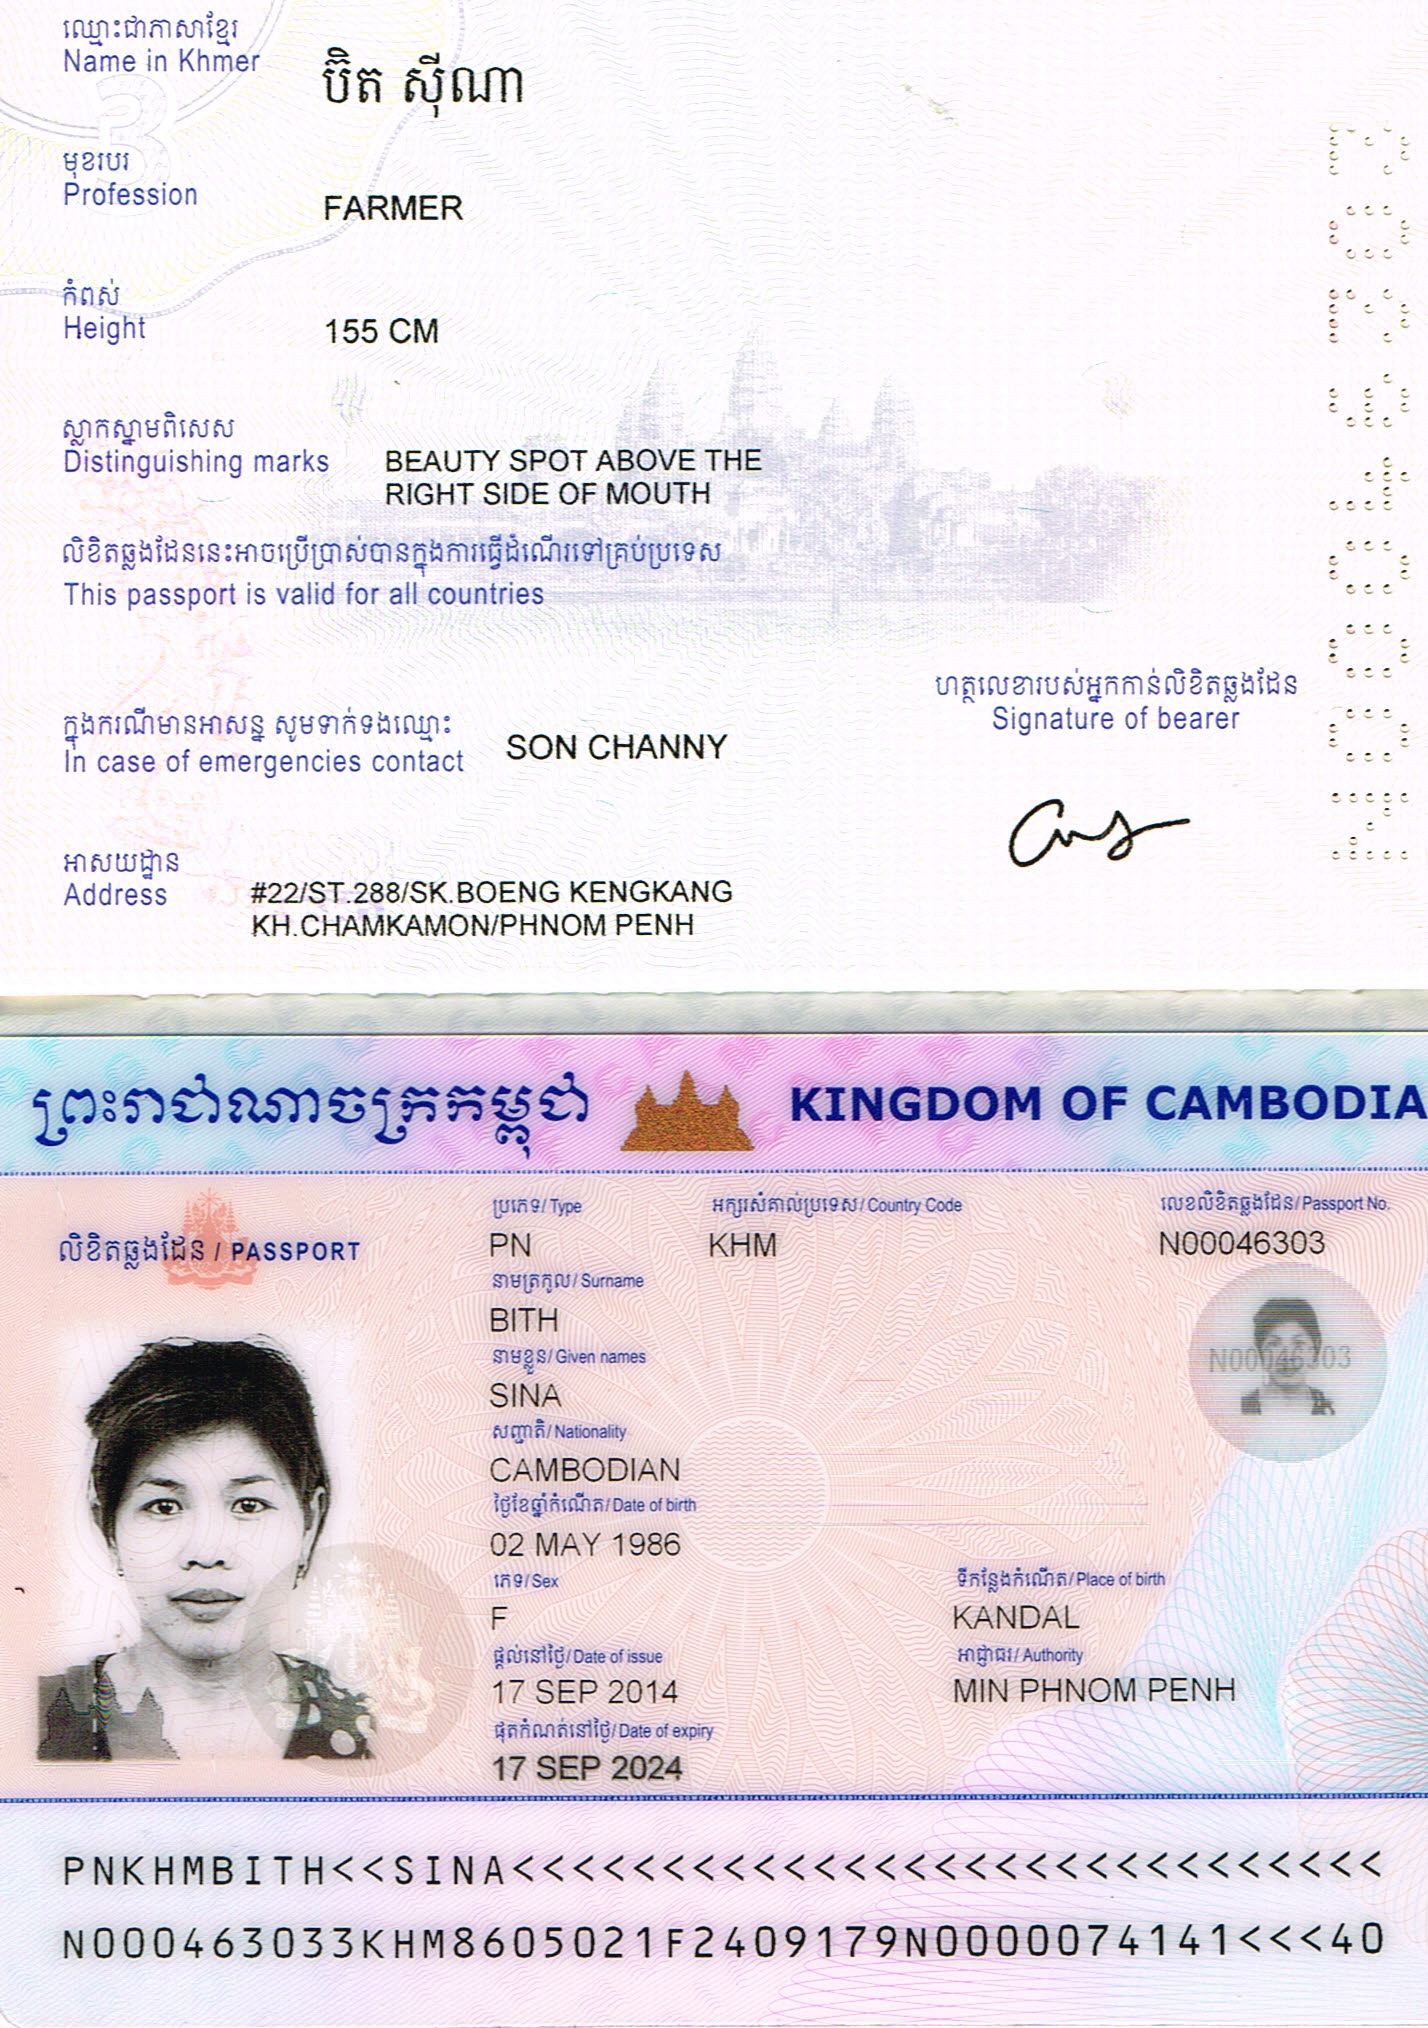 ឈ្មោះជាភាសាខ្មែរ
Name in Khmer
ប៊ិត ស៊ីណា
មុខរបរ
Profession
FARMER
កំពស់
Height
155 CM
ស្លាកស្នាមពិសេស
Distinguishing marks
BEAUTY SPOT ABOVE THE
RIGHT SIDE OF MOUTH
លិខិតឆ្លងដែននេះអាចប្រើប្រាស់បានក្នុងការធ្វើដំណើរទៅគ្រប់ប្រទេស
This passport is valid for all countries
ហត្ថលេខារបស់អ្នកកាន់លិខិតឆ្លងដែន
Signature of bearer
ក្នុងករណីមានអាសន្ន សូមទាក់ទងឈ្មោះ
In case of emergencies contact
SON CHANNY
អាសយដ្ឋាន
Address
#22/ST.288/SK.BOENG KENGKANG
KH.CHAMKAMON/PHNOM PENH
ព្រះរាជាណាចក្រកម្ពុជា
KINGDOM OF CAMBODIA
លិខិតឆ្លងដែន / PASSPORT
ប្រភេទ/ Type
អក្សរសំគាល់ប្រទេស/ Country Code
លេខលិខិតឆ្លងដែន/ Passport No.
PN
KHM
N00046303
នាមត្រកូល/ Surname
BITH
នាមខ្លួន/ Given names
N00046303
SINA
សញ្ជាតិ/ Nationality
CAMBODIAN
ថ្ងៃខែឆ្នាំកំណើត/ Date of birth
02 MAY 1986
ភេទ/ Sex
ទីកន្លែងកំណើត/ Place of birth
F
KANDAL
ផ្តល់នៅថ្ងៃ/ Date of issue
អាជ្ញាធរ/ Authority
17 SEP 2014
MIN PHNOM PENH
ផុតកំណត់នៅថ្ងៃ/ Date of expiry
17 SEP 2024
PNKHMBITH<<SINA<<<<<<<<<<<<<<<<<<<<<<<<<<<<<
N000463033KHM8605021F2409179N0000074141<<<40